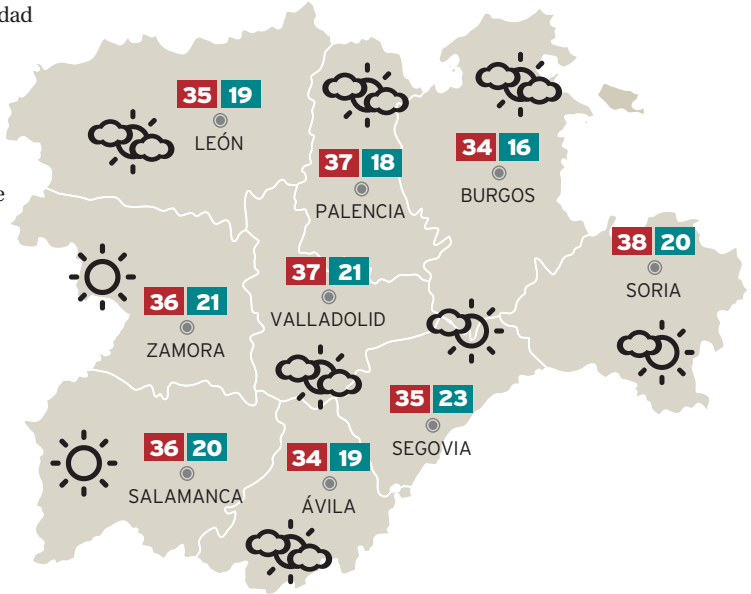 dad
35 19
LEÓN
37 18
PALENCIA
34 16
BURGOS
e
38 20
SORIA
37 21
VALLADOLID
36 21
ZAMORA
35 23
SEGOVIA
36 20
SALAMANCA
34 19
ÁVILA